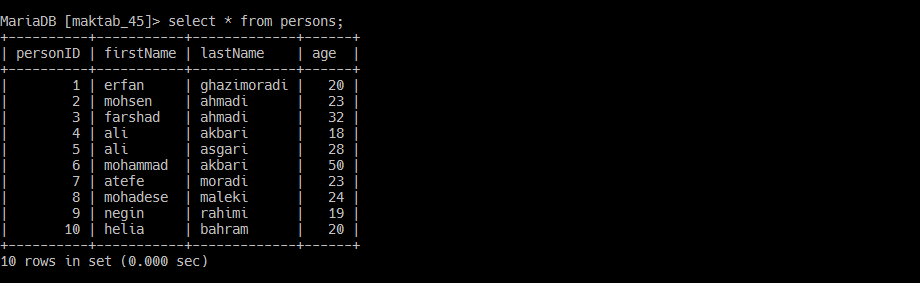 MariaDB [maktab_45]> select * from persons;
+----------+-----------+-------------+------+
| personID | firstName | lastName    | age  |
+----------+-----------+-------------+------+
|        1 | erfan     | ghazimoradi |   20 |
|        2 | mohsen    | ahmadi      |   23 |
|        3 | farshad   | ahmadi      |   32 |
|        4 | ali       | akbari      |   18 |
|        5 | ali       | asgari      |   28 |
|        6 | mohammad  | akbari      |   50 |
|        7 | atefe     | moradi      |   23 |
|        8 | mohadese  | maleki      |   24 |
|        9 | negin     | rahimi      |   19 |
|       10 | helia     | bahram      |   20 |
+----------+-----------+-------------+------+
10 rows in set (0.000 sec)